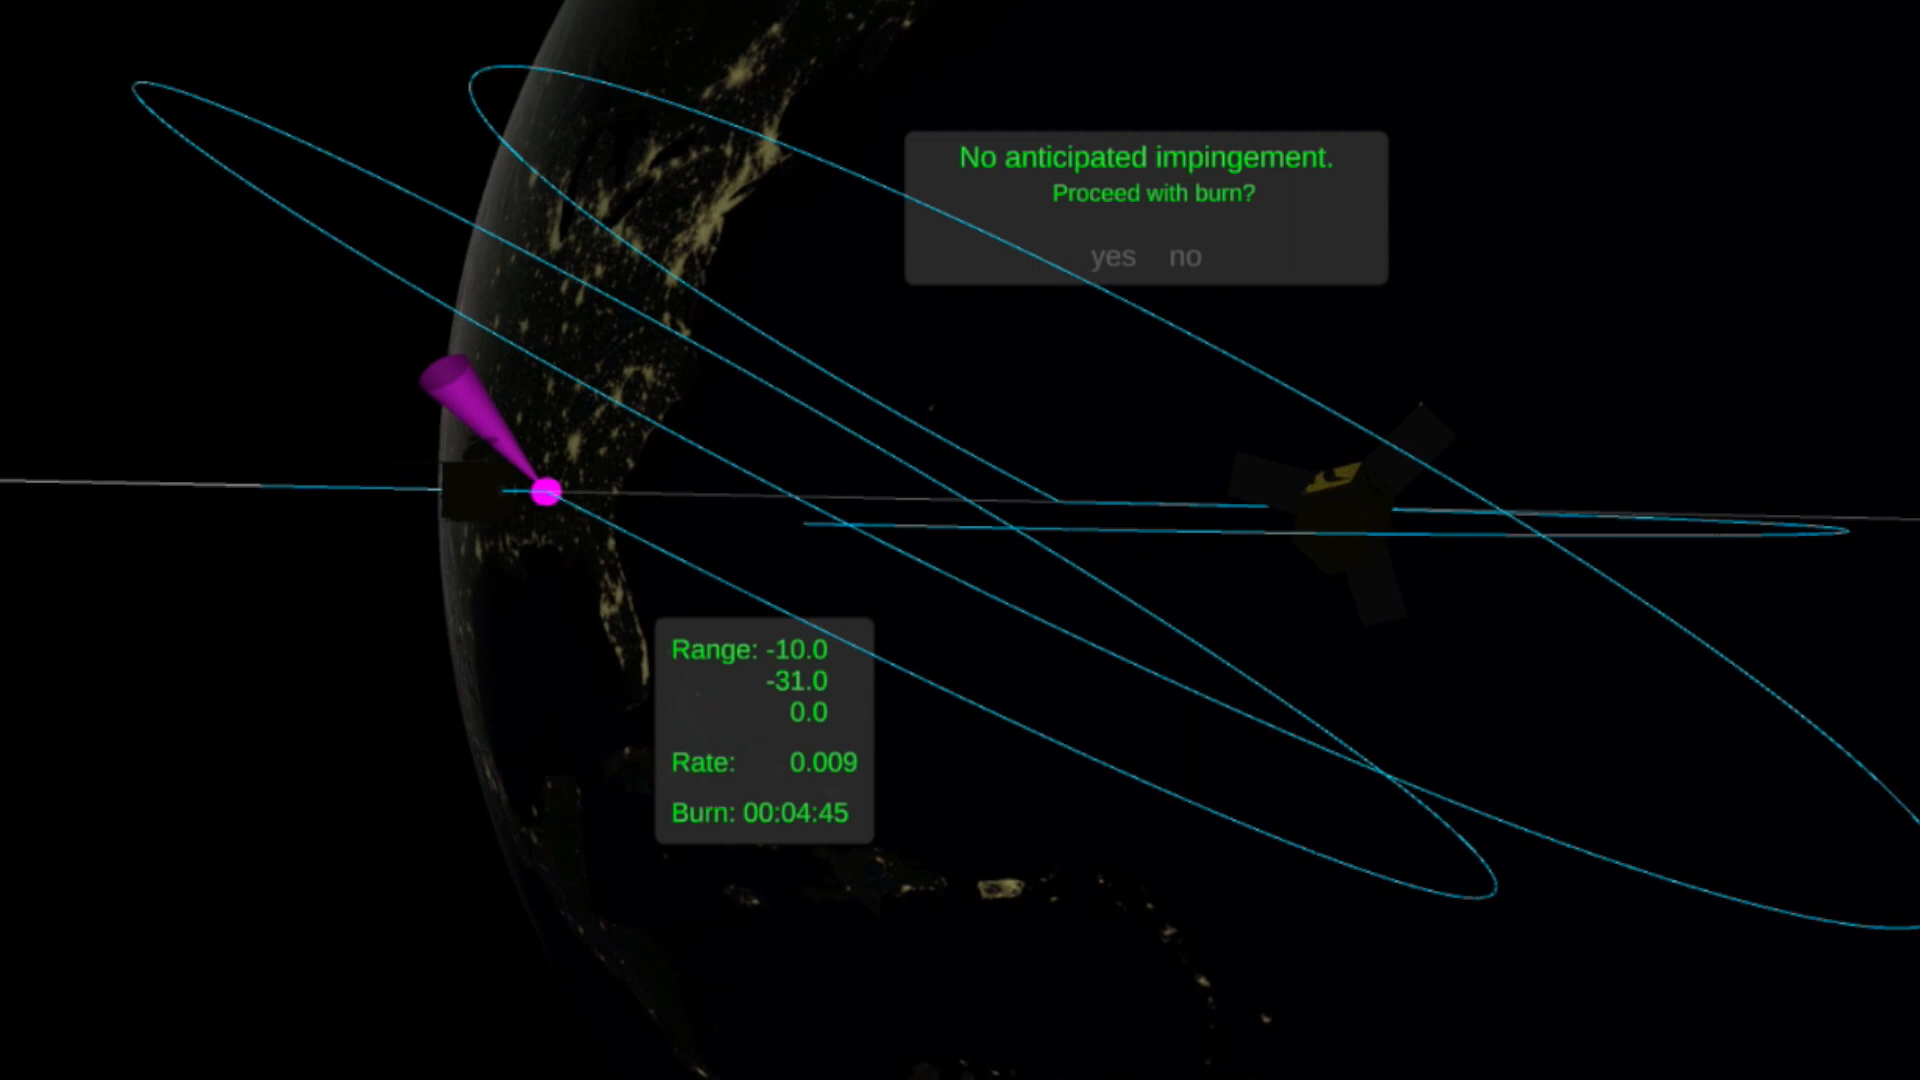 No anticipated impingement.
Proceed with burn?
yes no
Range: -10.0
-31.0
0.0
Rate: 0.009
Burn: 00:04:45